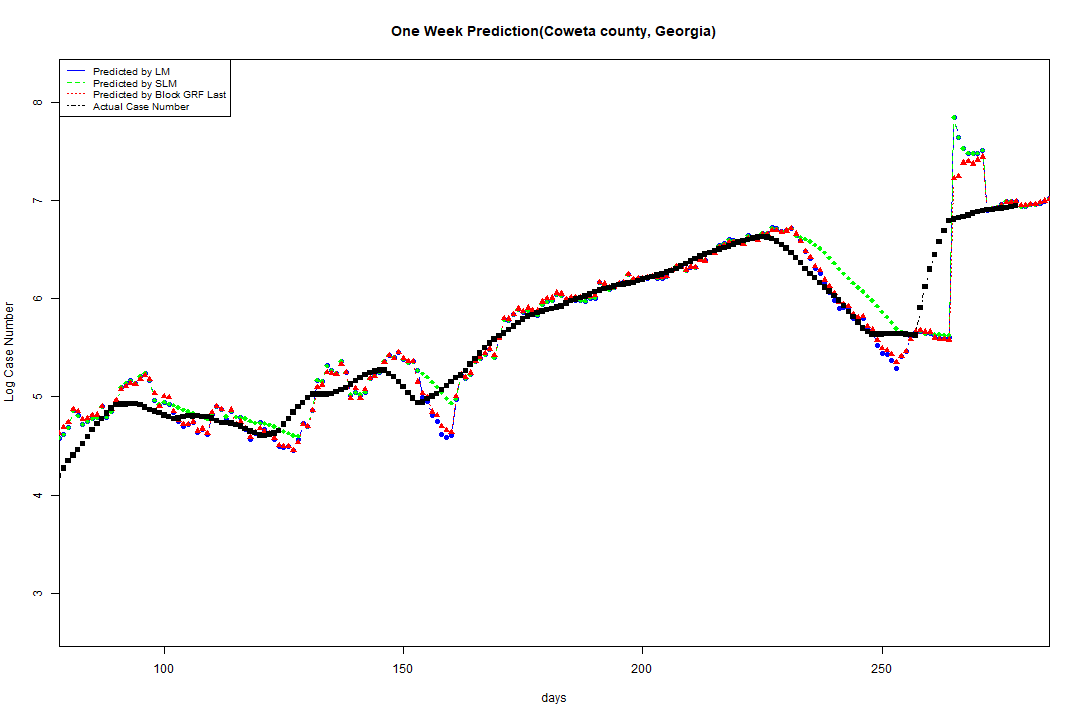 One Week Prediction(Coweta county, Georgia)
Predicted by LM
Predicted by SLM
Predicted by Block GRF Last
Actual Case Number
8
7
6
5
4
3
Log Case Number
100 150 200 250
days